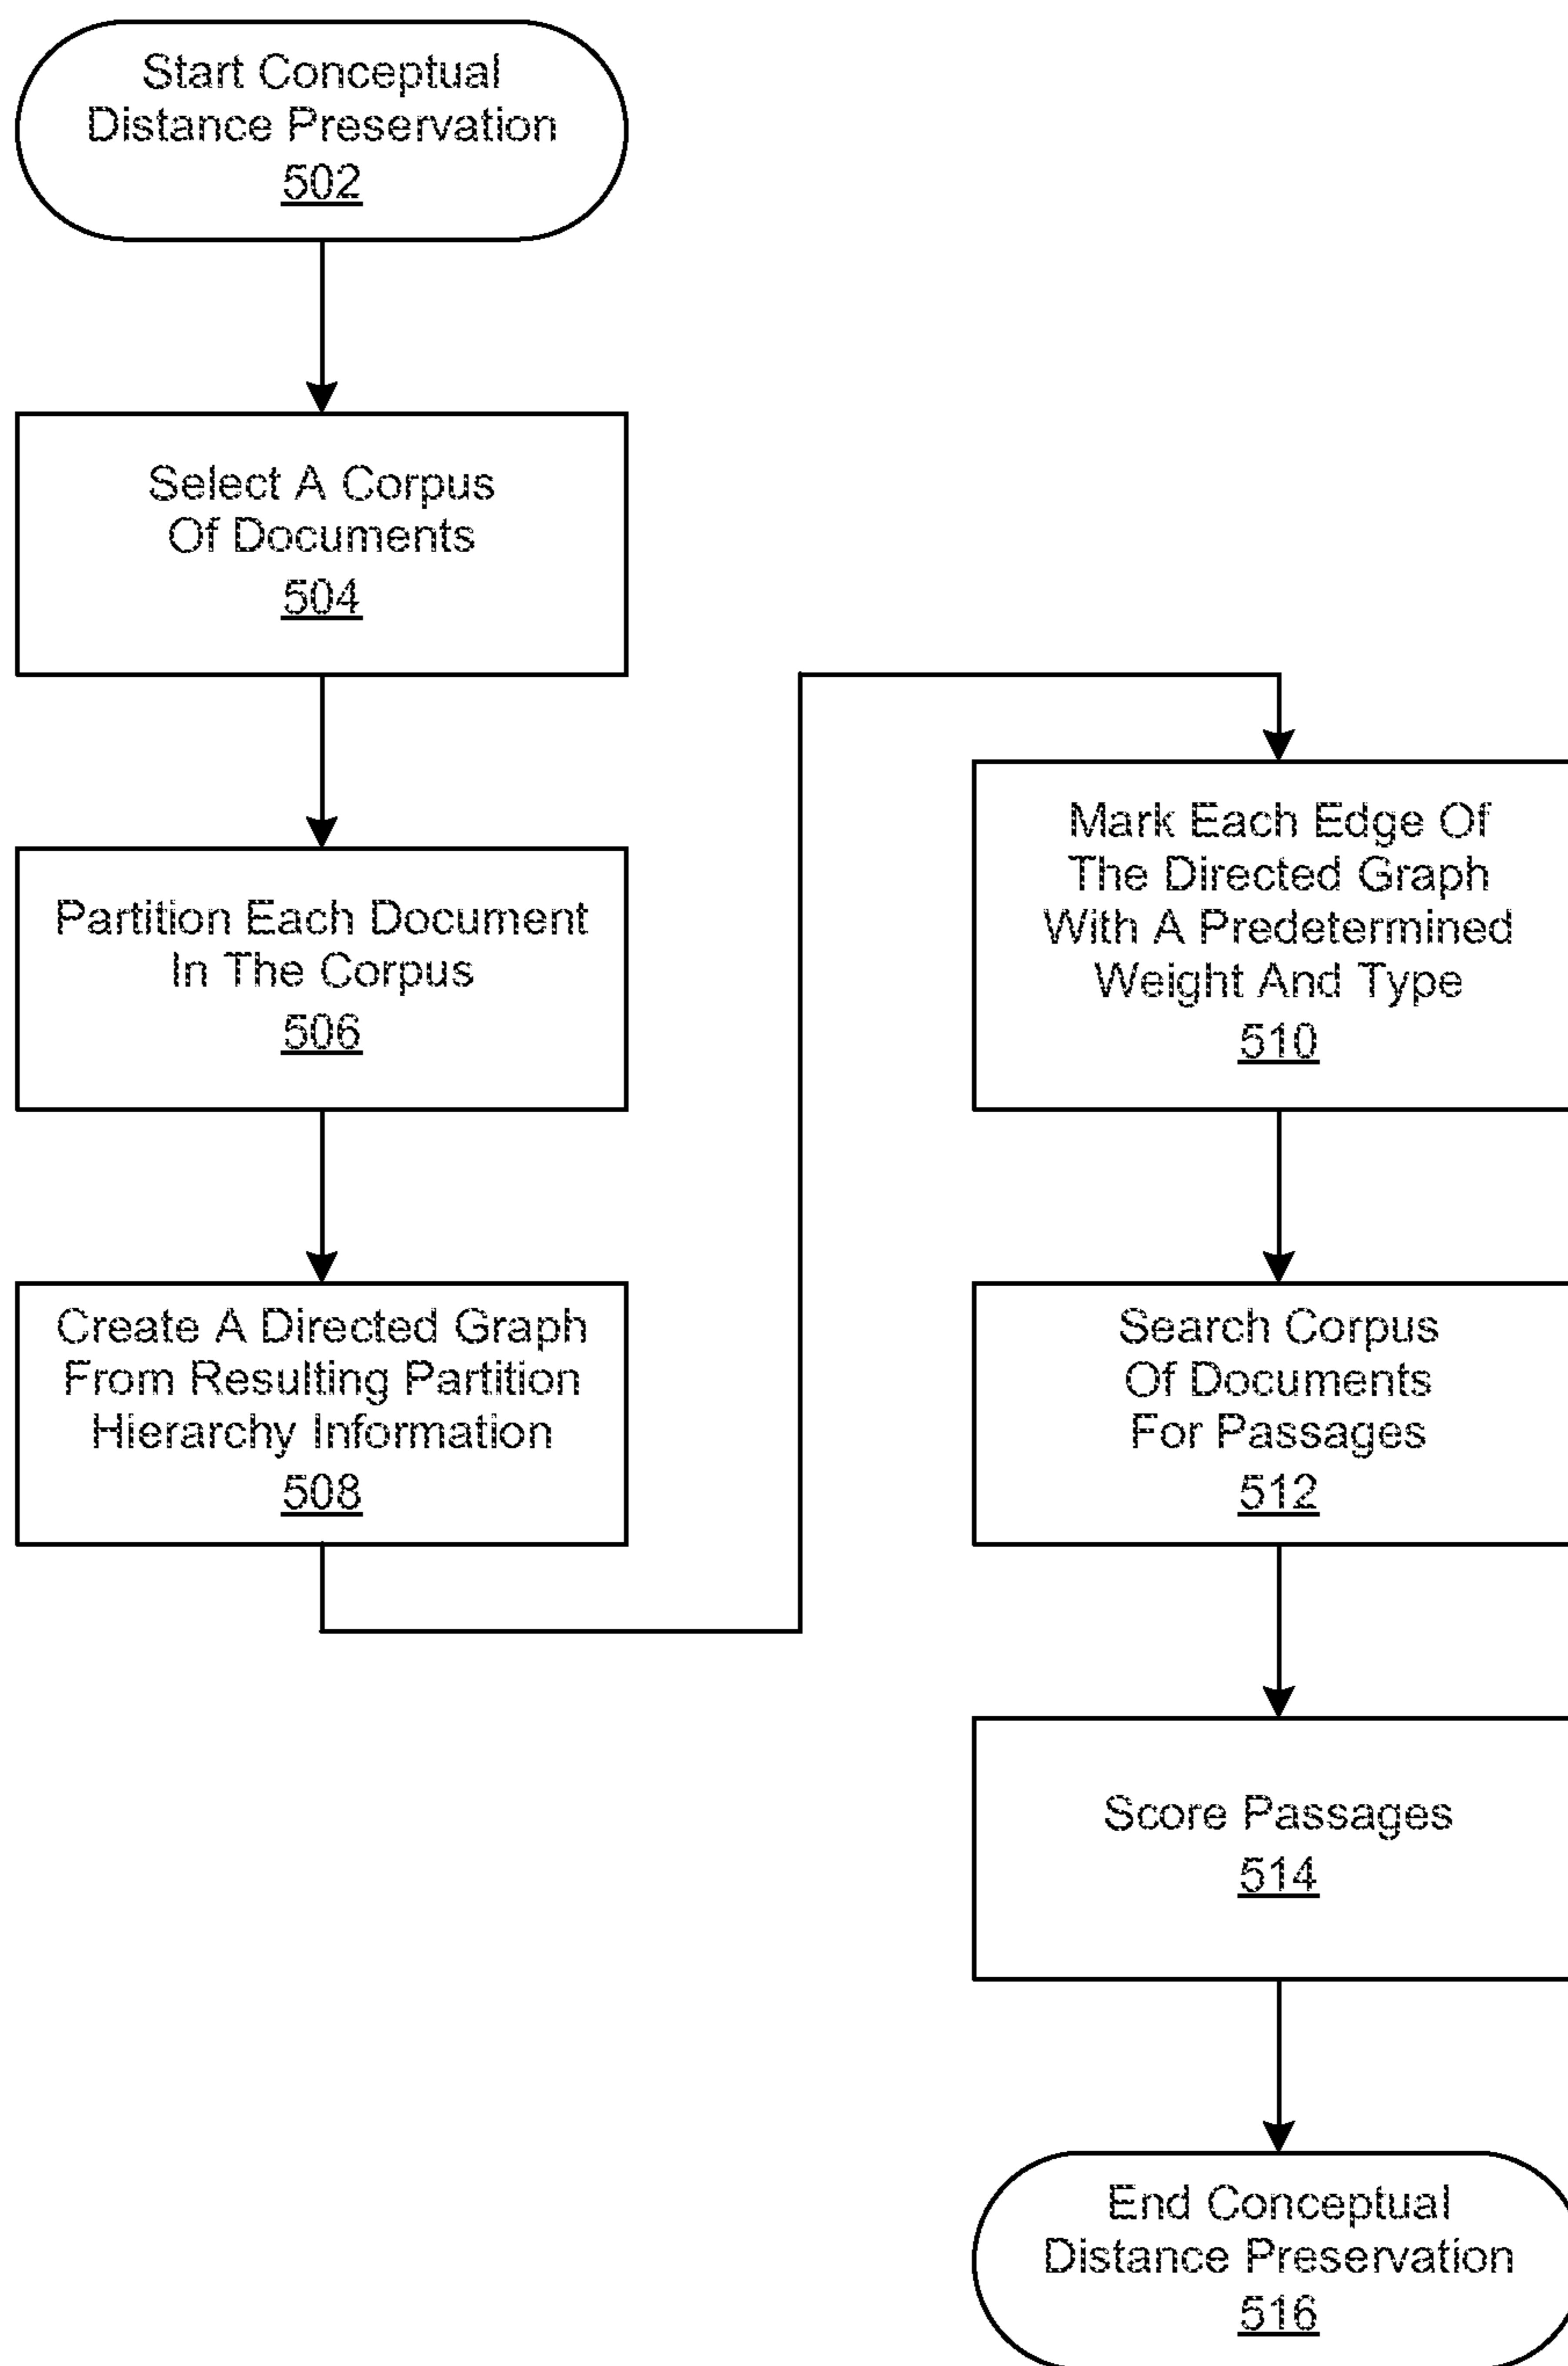 Start Conceptual
Distance Preservation
502
Select A Corpus
Of Documents
504
Partition Each Document
In The Corpus
506
Create A Directed Graph
From Resulting Partition
Hierarchy Information
508
Mark Each Edge Of
The Directed Graph
With A Predetermined
Weight And Type
510
Search Corpus
Of Documents
For Passages
512
Score Passages
514
End Conceptual
Distance Preservation
516